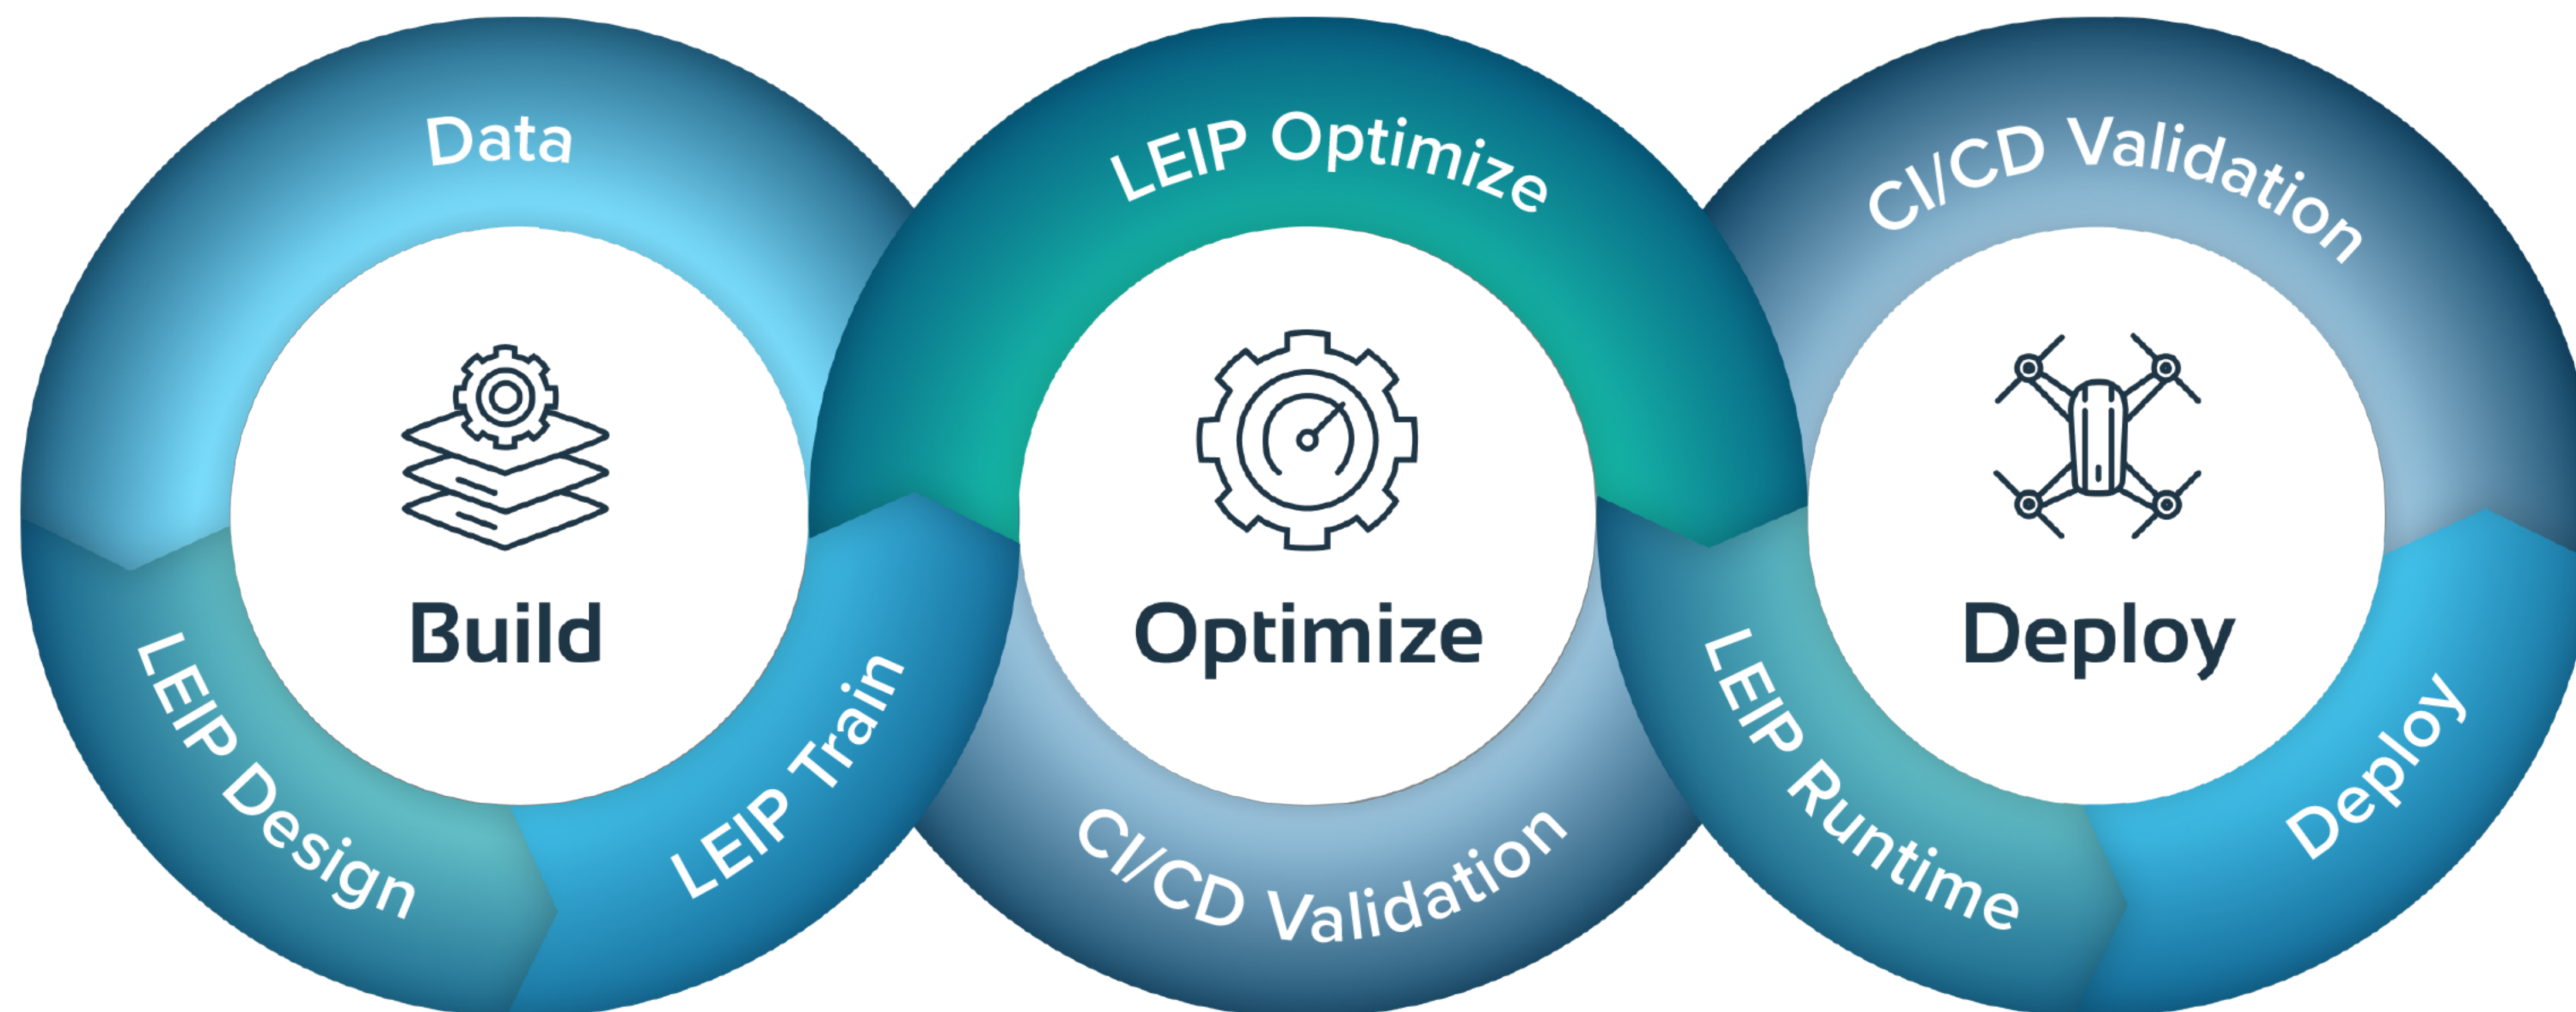 Data
Build
LEIP Design
LEIP Train
LEIP Optimize
Optimize
CI/CD Validation
CI/CD Validation
Deploy
LEIP Runtime
Deploy